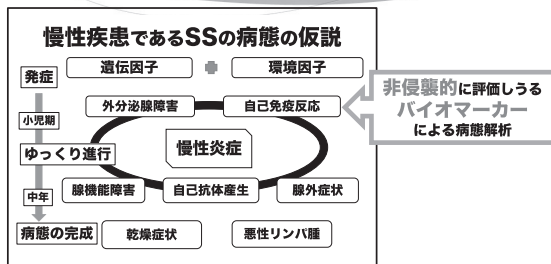 慢性疾患であるSSの病態の仮説
発症
遺伝因子
環境因子
小児期
外分泌腺障害
自己免疫反応
非侵襲的に評価しうる
バイオマーカー
による病態解析
ゆっくり進行
慢性炎症
中年
腺機能障害
自己抗体産生
腺外症状
病態の完成
乾燥症状
悪性リンパ腫